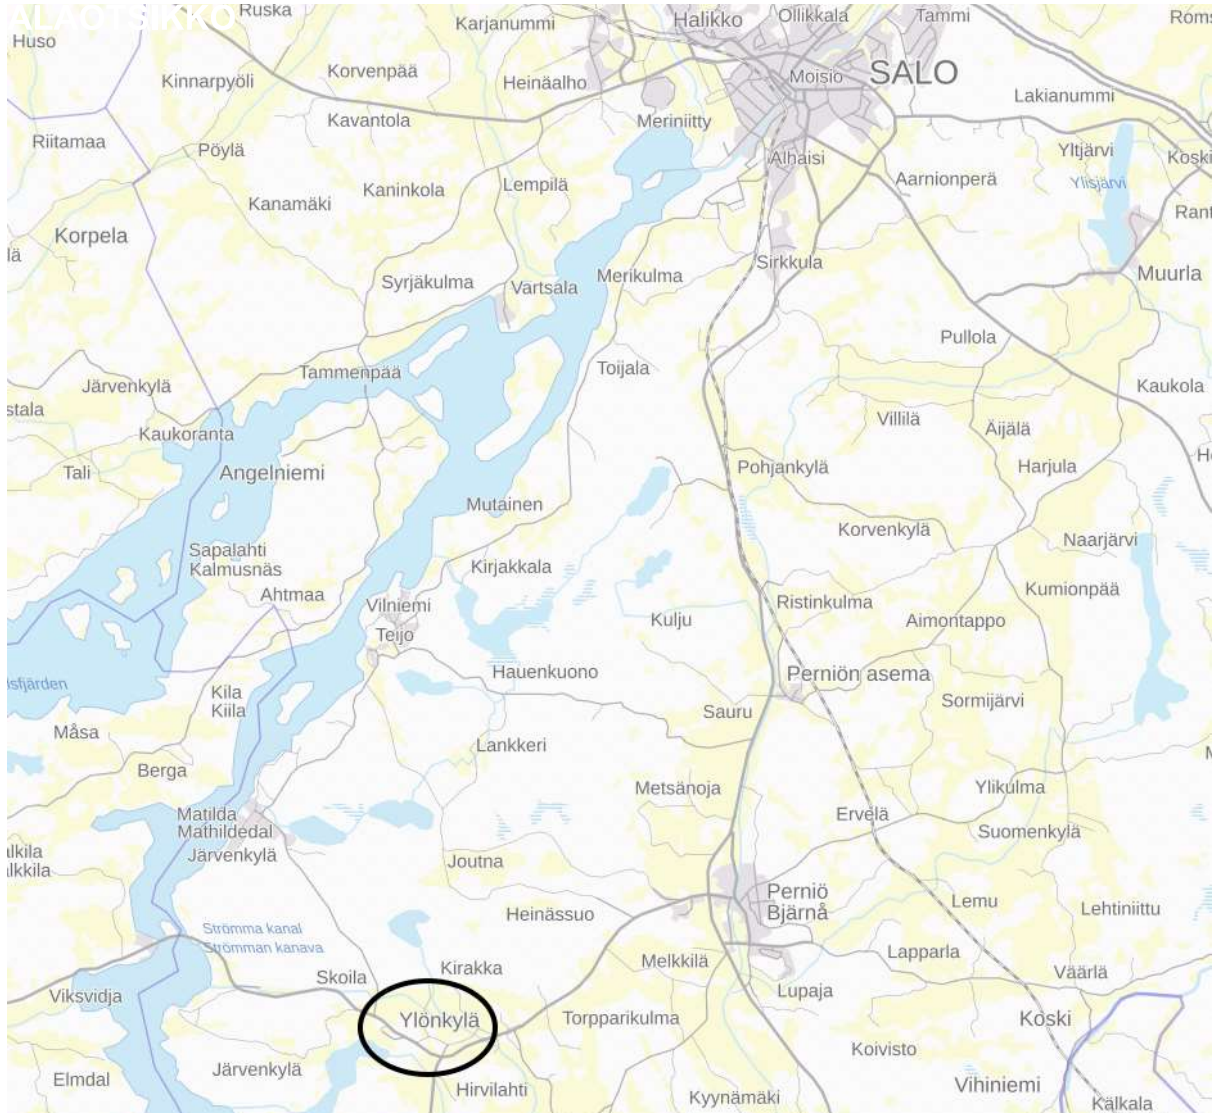 ALAOTSIKKO
Ruska
Karjanummi
Halikko
Ollikkala
Tammi
Huso
Kinnarpyöli
Korvenpää
Heinäalho
Moisio
SALO
Lakianummi
Riitamaa
Pöylä
Kavantola
Meriniitty
Alhaisi
Yltjärvi
Ylisjärvi
Kanamäki
Kaninkola
Lempilä
Aarnionperä
Korpela
Syrjäkulma
Vartsala
Merikulma
Sirkkula
Muurla
Järvenkylä
Tammenpää
Toijala
Pullola
Kaukola
Kaukoranta
Villilä
Äijälä
Tali
Angelniemi
Mutainen
Pohjankylä
Harjula
Korvenkylä
Naarjärvi
Sapalahti
Kalmusnäs
Ahtmaa
Kirjakkala
Vilniemi
Teijo
Kulju
Ristinkulma
Aimontappo
Kumionpää
Hauenkuono
Perniön asema
Kila
Kiila
Sauru
Sormijärvi
Måsa
Berga
Lankkeri
Metsänoja
Ylikulma
Matilda
Mathildedal
Järvenkylä
Ervelä
Suomenkylä
Joutna
Perniö
Bjärnå
Heinässuo
Lemu
Lehtiniittu
Strömma kanal
Strömman kanava
Lapparla
Skoila
Kirakka
Melkkilä
Väärlä
Viksvidja
Lupaja
Ylönkylä
Torpparikulma
Koski
Koivisto
Elmdal
Järvenkylä
Hirvilahti
Kyynämäki
Vihiniemi
Kälkala